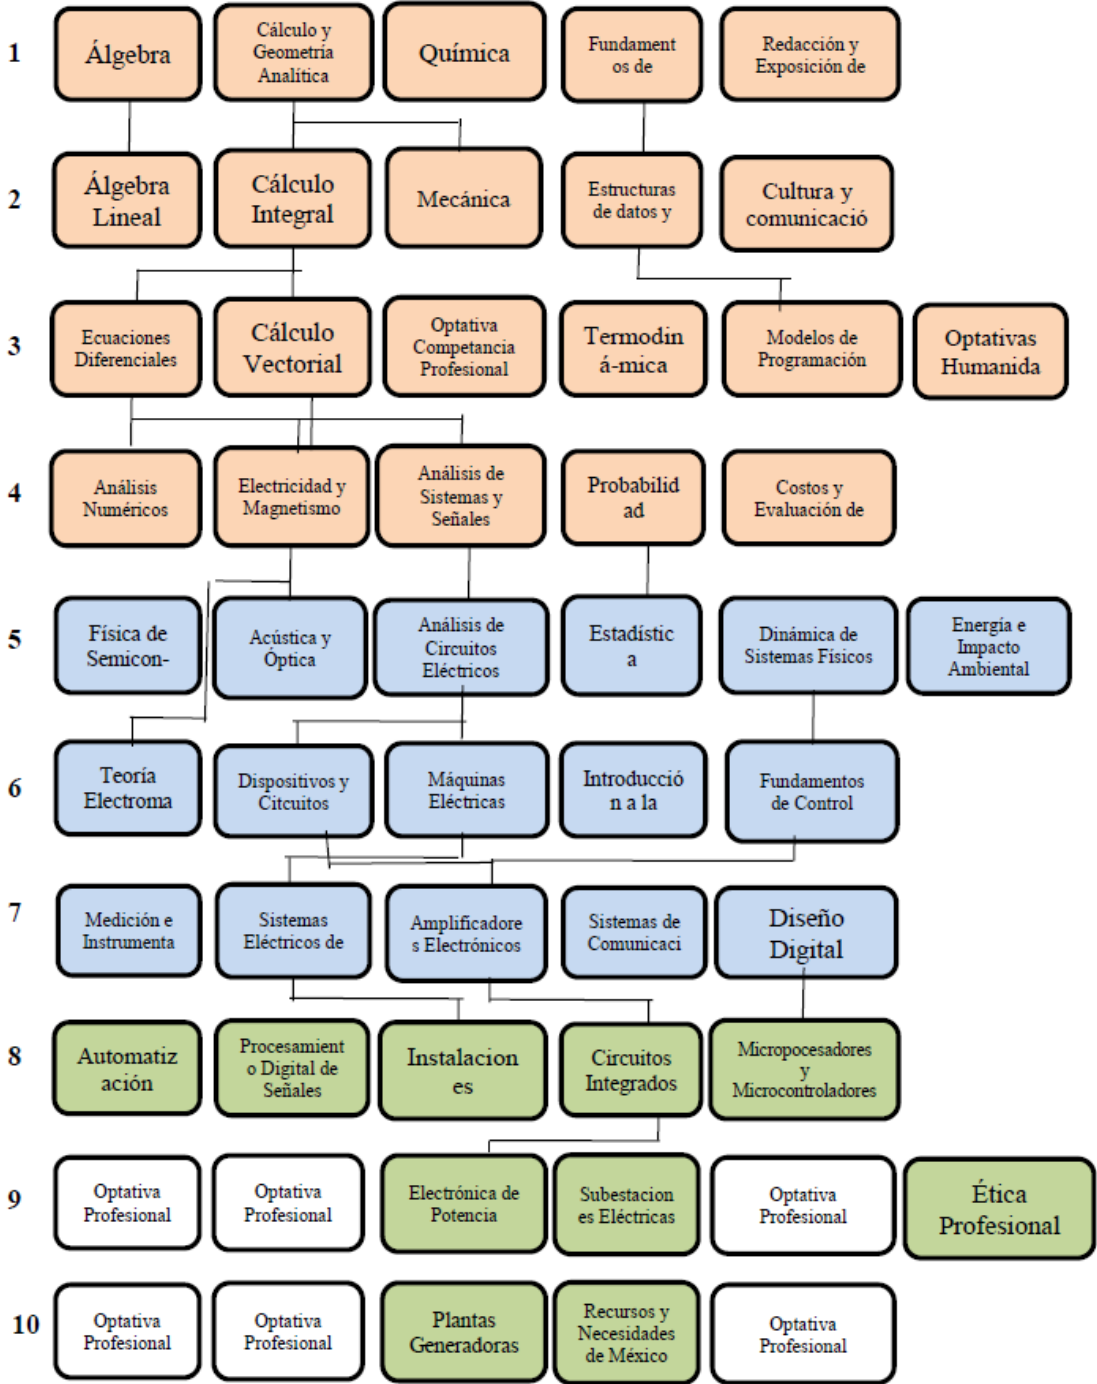 1
Álgebra
Cálculo y
Geometría
Analítica
Química
Fundament
os de
Redacción y
Exposición de
2
Álgebra
Lineal
Cálculo
Integral
Mecánica
Estructuras
de datos y
Cultura y
comunicació
3
Ecuaciones
Diferenciales
Cálculo
Vectorial
Optativa
Competancia
Profesional
Termodin
á-mica
Modelos de
Programación
Optativas
Humanida
4
Análisis
Numéricos
Electricidad y
Magnetismo
Análisis de
Sistemas y
Señales
Probabilid
ad
Costos y
Evaluación de
5
Física de
Semicon-
Acústica y
Óptica
Análisis de
Circuitos
Eléctricos
Estadístic
a
Dinámica de
Sistemas Físicos
Energía e
Impacto
Ambiental
6
Teoría
Electroma
Dispositivos y
Citcuitos
Máquinas
Eléctricas
Introducció
n a la
Fundamentos
de Control
7
Medición e
Instrumenta
Sistemas
Eléctricos de
Amplificadore
s Electrónicos
Sistemas de
Comunicaci
Diseño
Digital
8
Automatiz
ación
Procesamient
o Digital de
Señales
Instalacion
es
Circuitos
Integrados
Micropocesadores
y
Microcontroladores
9
Optativa
Profesional
Optativa
Profesional
Electrónica de
Potencia
Subestacion
es Eléctricas
Optativa
Profesional
Ética
Profesional
10
Optativa
Profesional
Optativa
Profesional
Plantas
Generadoras
Recursos y
Necesidades
de México
Optativa
Profesional